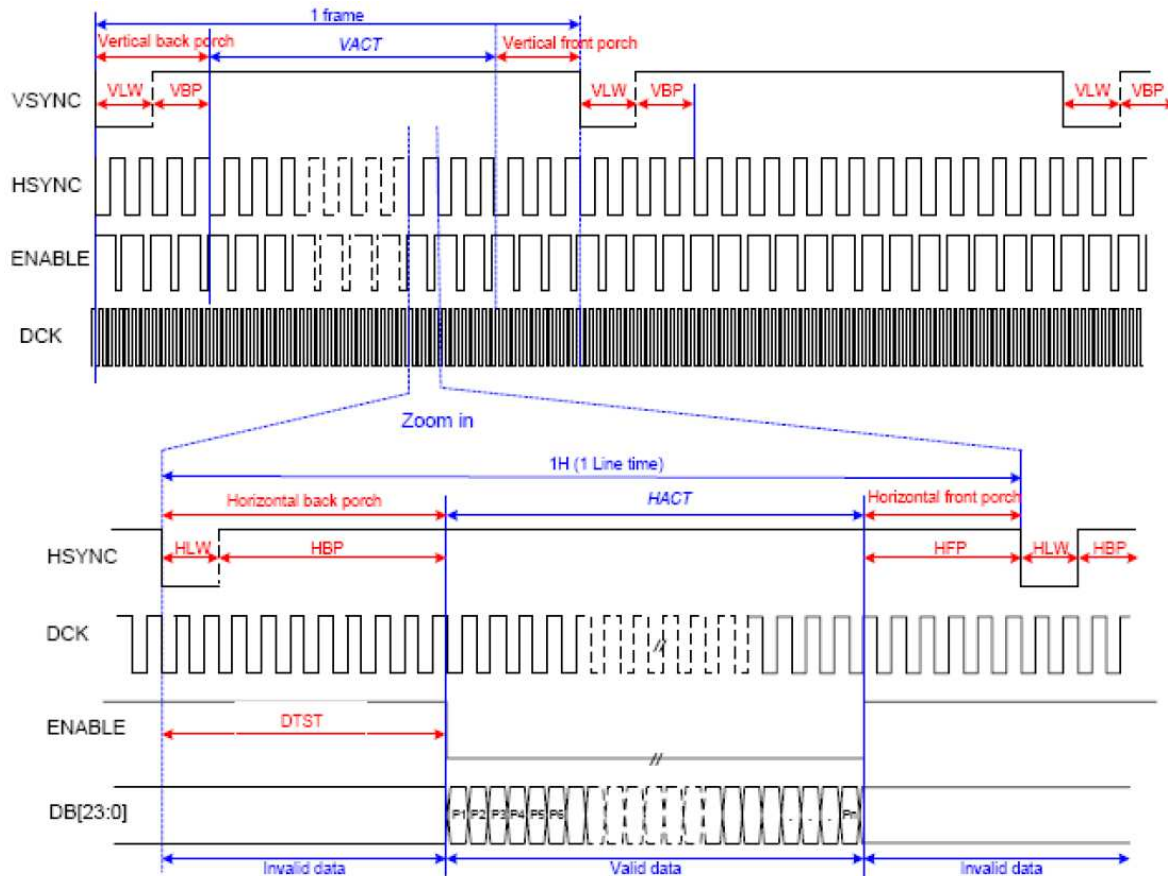 1 frame
Vertical back porch VACT Vertical front porch
VSYNC VLW VBP VLW VBP VLW VBP
HSYNC
ENABLE
DCK
Zoom in
1H (1 Line time)
Horizontal back porch HACT Horizontal front porch
HSYNC HLW HBP HFP HLW HBP
DCK //
ENABLE DTST //
DB[23:0] P1 P2 P3 P4 P5 P6 . . . Pn
Invalid data Valid data Invalid data